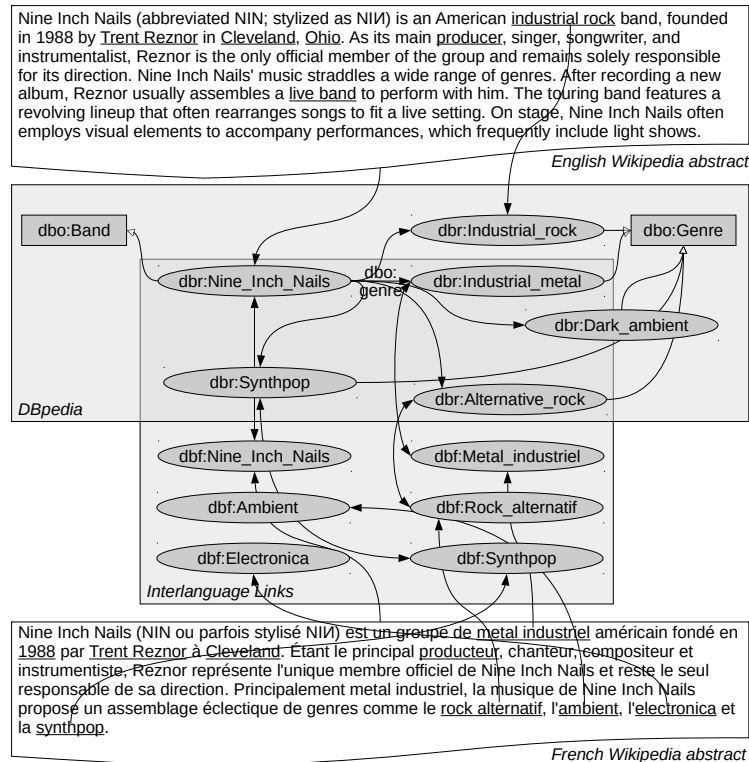 Nine Inch Nails (abbreviated NIN; stylized as NIИ) is an American industrial rock band, founded
in 1988 by Trent Reznor in Cleveland, Ohio. As its main producer, singer, songwriter, and
instrumentalist, Reznor is the only official member of the group and remains solely responsible
for its direction. Nine Inch Nails' music straddles a wide range of genres. After recording a new
album, Reznor usually assembles a live band to perform with him. The touring band features a
revolving lineup that often rearranges songs to fit a live setting. On stage, Nine Inch Nails often
employs visual elements to accompany performances, which frequently include light shows.
English Wikipedia abstract
dbo:Band
dbr:Industrial_rock
dbo:Genre
dbr:Nine_Inch_Nails
dbo:
genre
dbr:Industrial_metal
dbr:Dark_ambient
dbr:Synthpop
dbr:Alternative_rock
DBpedia
dbf:Nine_Inch_Nails
dbf:Metal_industriel
dbf:Ambient
dbf:Rock_alternatif
dbf:Electronica
dbf:Synthpop
Interlanguage Links
Nine Inch Nails (NIN ou parfois stylisé NIИ) est un groupe de metal industriel américain fondé en
1988 par Trent Reznor à Cleveland. Étant le principal producteur, chanteur, compositeur et
instrumentiste, Reznor représente l'unique membre officiel de Nine Inch Nails et reste le seul
responsable de sa direction. Principalement metal industriel, la musique de Nine Inch Nails
propose un assemblage éclectique de genres comme le rock alternatif, l'ambient, l'electronica et
la synthpop.
French Wikipedia abstract